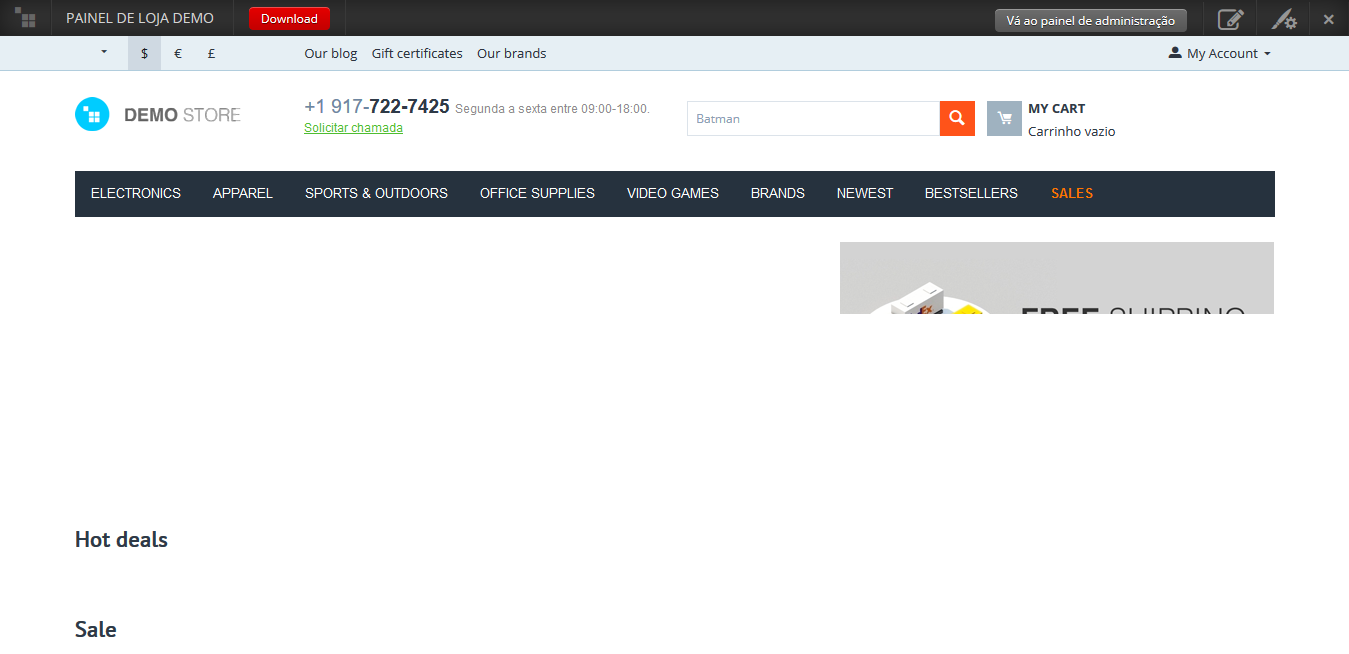 PAINEL DE LOJA DEMO Download Vá ao painel de administração
$ € £ Our blog Gift certificates Our brands My Account
DEMO STORE
+1 917-722-7425 Segunda a sexta entre 09:00-18:00.
Solicitar chamada
Batman
MY CART
Carrinho vazio
ELECTRONICS APPAREL SPORTS & OUTDOORS OFFICE SUPPLIES VIDEO GAMES BRANDS NEWEST BESTSELLERS SALES
FREE SHIPPING
Hot deals
Sale